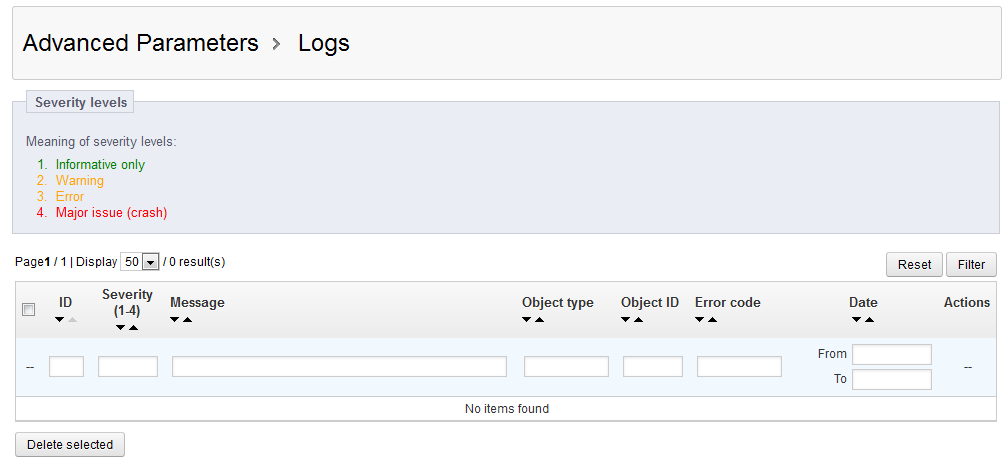 Advanced Parameters > Logs
Severity levels
Meaning of severity levels:
1. Informative only
2. Warning
3. Error
4. Major issue (crash)
Page1 / 1 | Display 50 / 0 result(s)
Reset Filter
ID Severity (1-4) Message Object type Object ID Error code Date Actions
-- From --
To
No items found
Delete selected